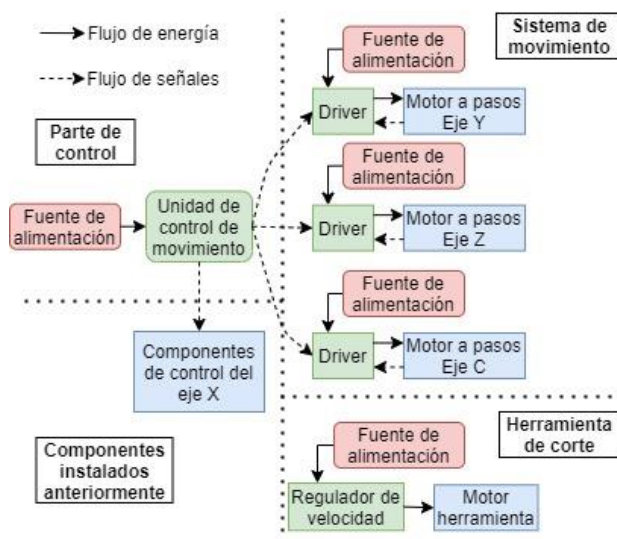 Flujo de energía
Flujo de señales
Parte de
control
Fuente de
alimentación
Unidad de
control de
movimiento
Componentes
de control del
eje X
Componentes
instalados
anteriormente
Sistema de
movimiento
Fuente de
alimentación
Driver
Motor a pasos
Eje Y
Fuente de
alimentación
Driver
Motor a pasos
Eje Z
Fuente de
alimentación
Driver
Motor a pasos
Eje C
Herramienta
de corte
Fuente de
alimentación
Regulador de
velocidad
Motor
herramienta